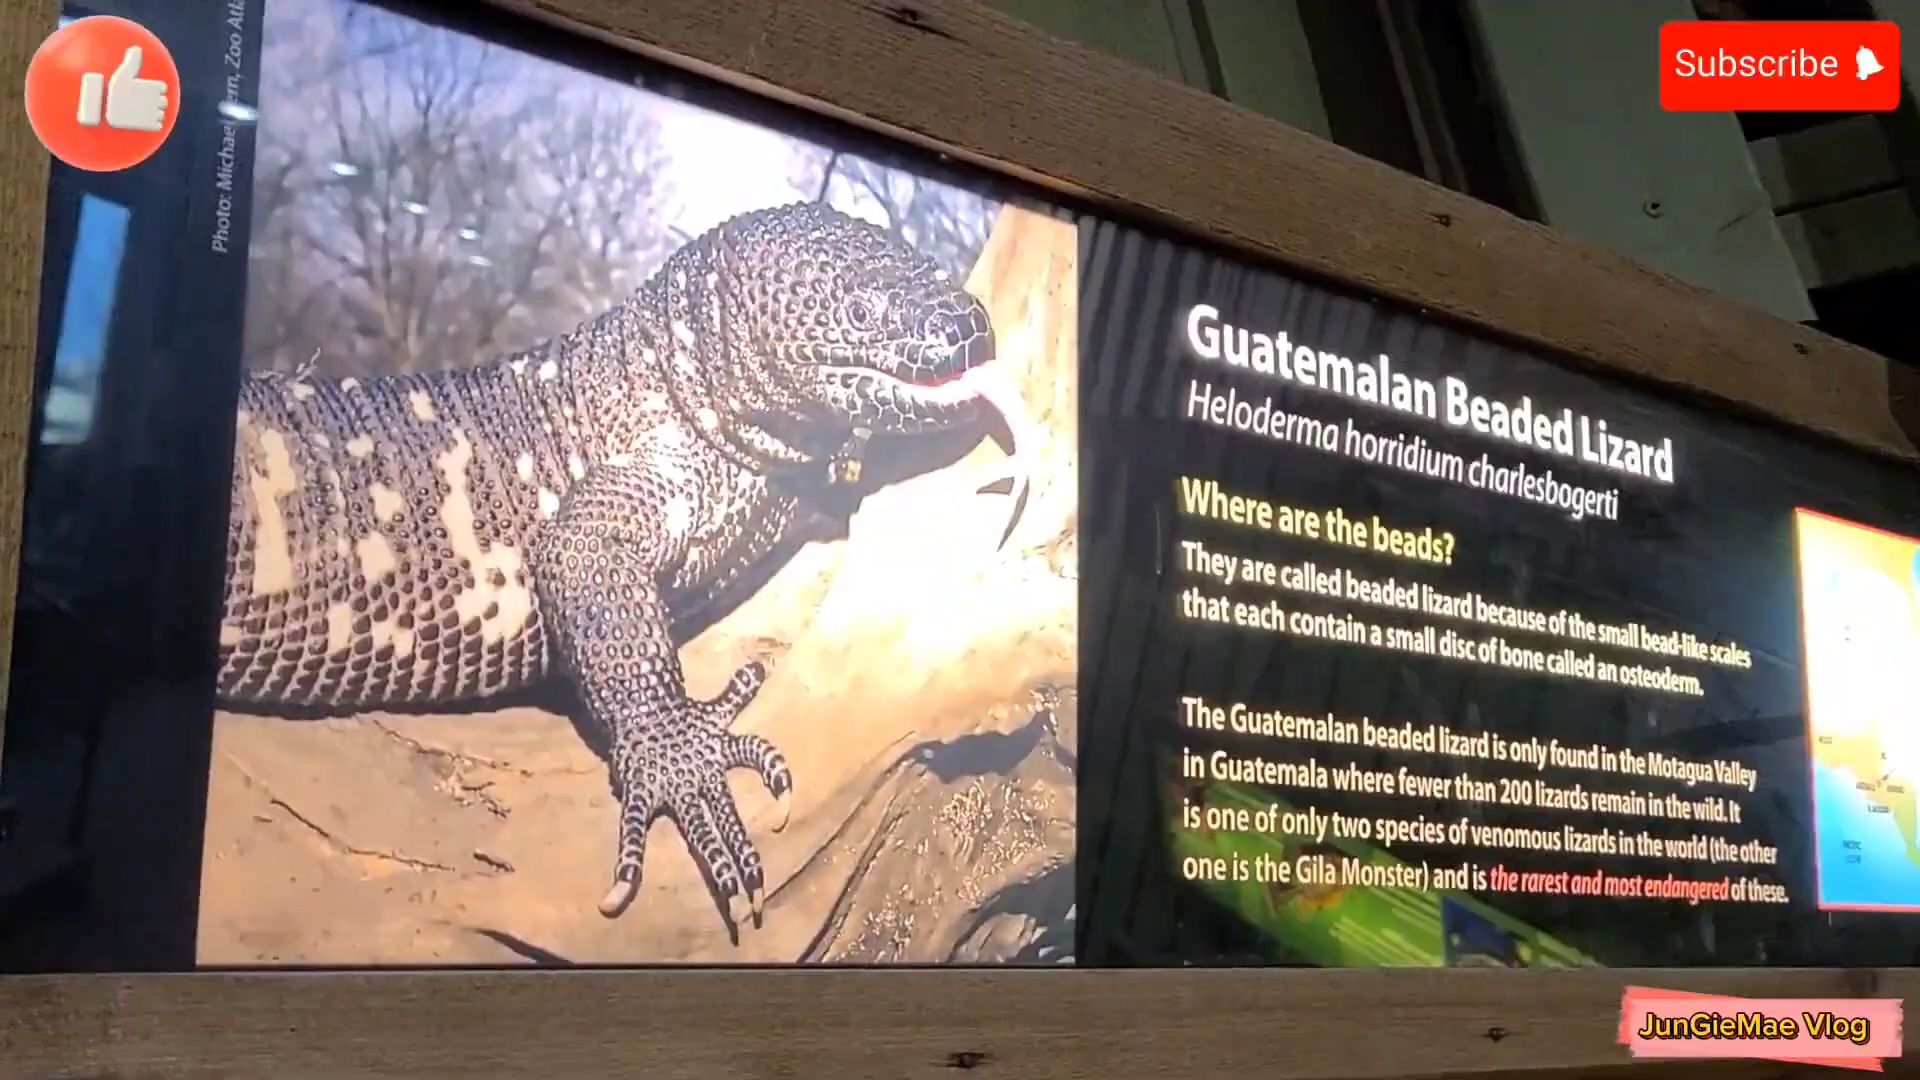 Subscribe
Photo: Michael Zoo
Guatemalan Beaded Lizard
Heloderma horridium charlesbogerti
Where are the beads?
They are called beaded lizard because of the small bead-like scales
that each contain a small disc of bone called an osteoderm.
The Guatemalan beaded lizard is only found in the Motagua Valley
in Guatemala where fewer than 200 lizards remain in the wild. It
is one of only two species of venomous lizards in the world (the other
one is the Gila Monster) and is the rarest and most endangered of these.
JunGieMae Vlog